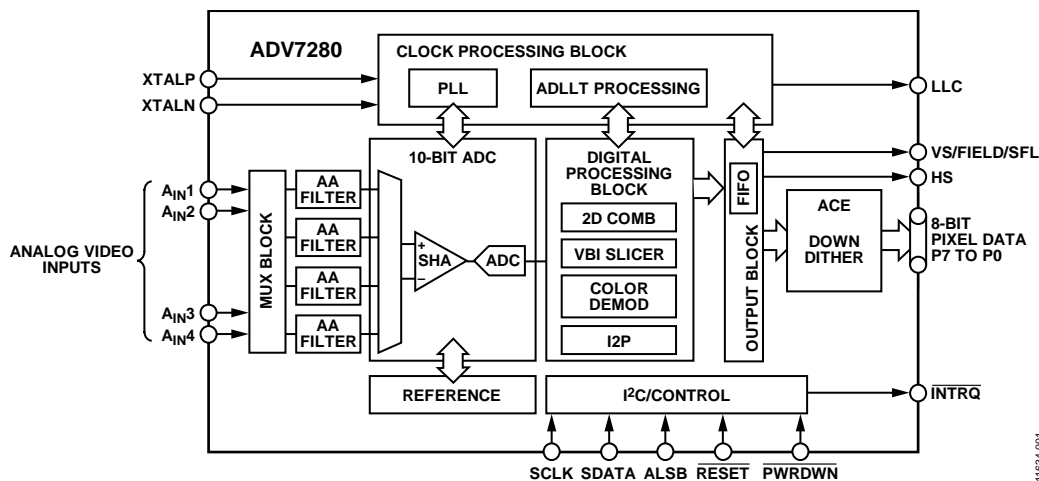 ADV7280
CLOCK PROCESSING BLOCK
PLL
ADLLT PROCESSING
XTALP
XTALN
LLC
10-BIT ADC
DIGITAL
PROCESSING
BLOCK
2D COMB
VBI SLICER
COLOR
DEMOD
I2P
FIFO
OUTPUT BLOCK
VS/FIELD/SFL
HS
ACE
DOWN
DITHER
8-BIT
PIXEL DATA
P7 TO P0
ANALOG VIDEO
INPUTS
AIN1
AIN2
AIN3
AIN4
MUX BLOCK
AA
FILTER
AA
FILTER
AA
FILTER
AA
FILTER
+
SHA
–
ADC
REFERENCE
I2C/CONTROL
INTRQ
SCLK
SDATA
ALSB
RESET
PWRDWN
11634-001